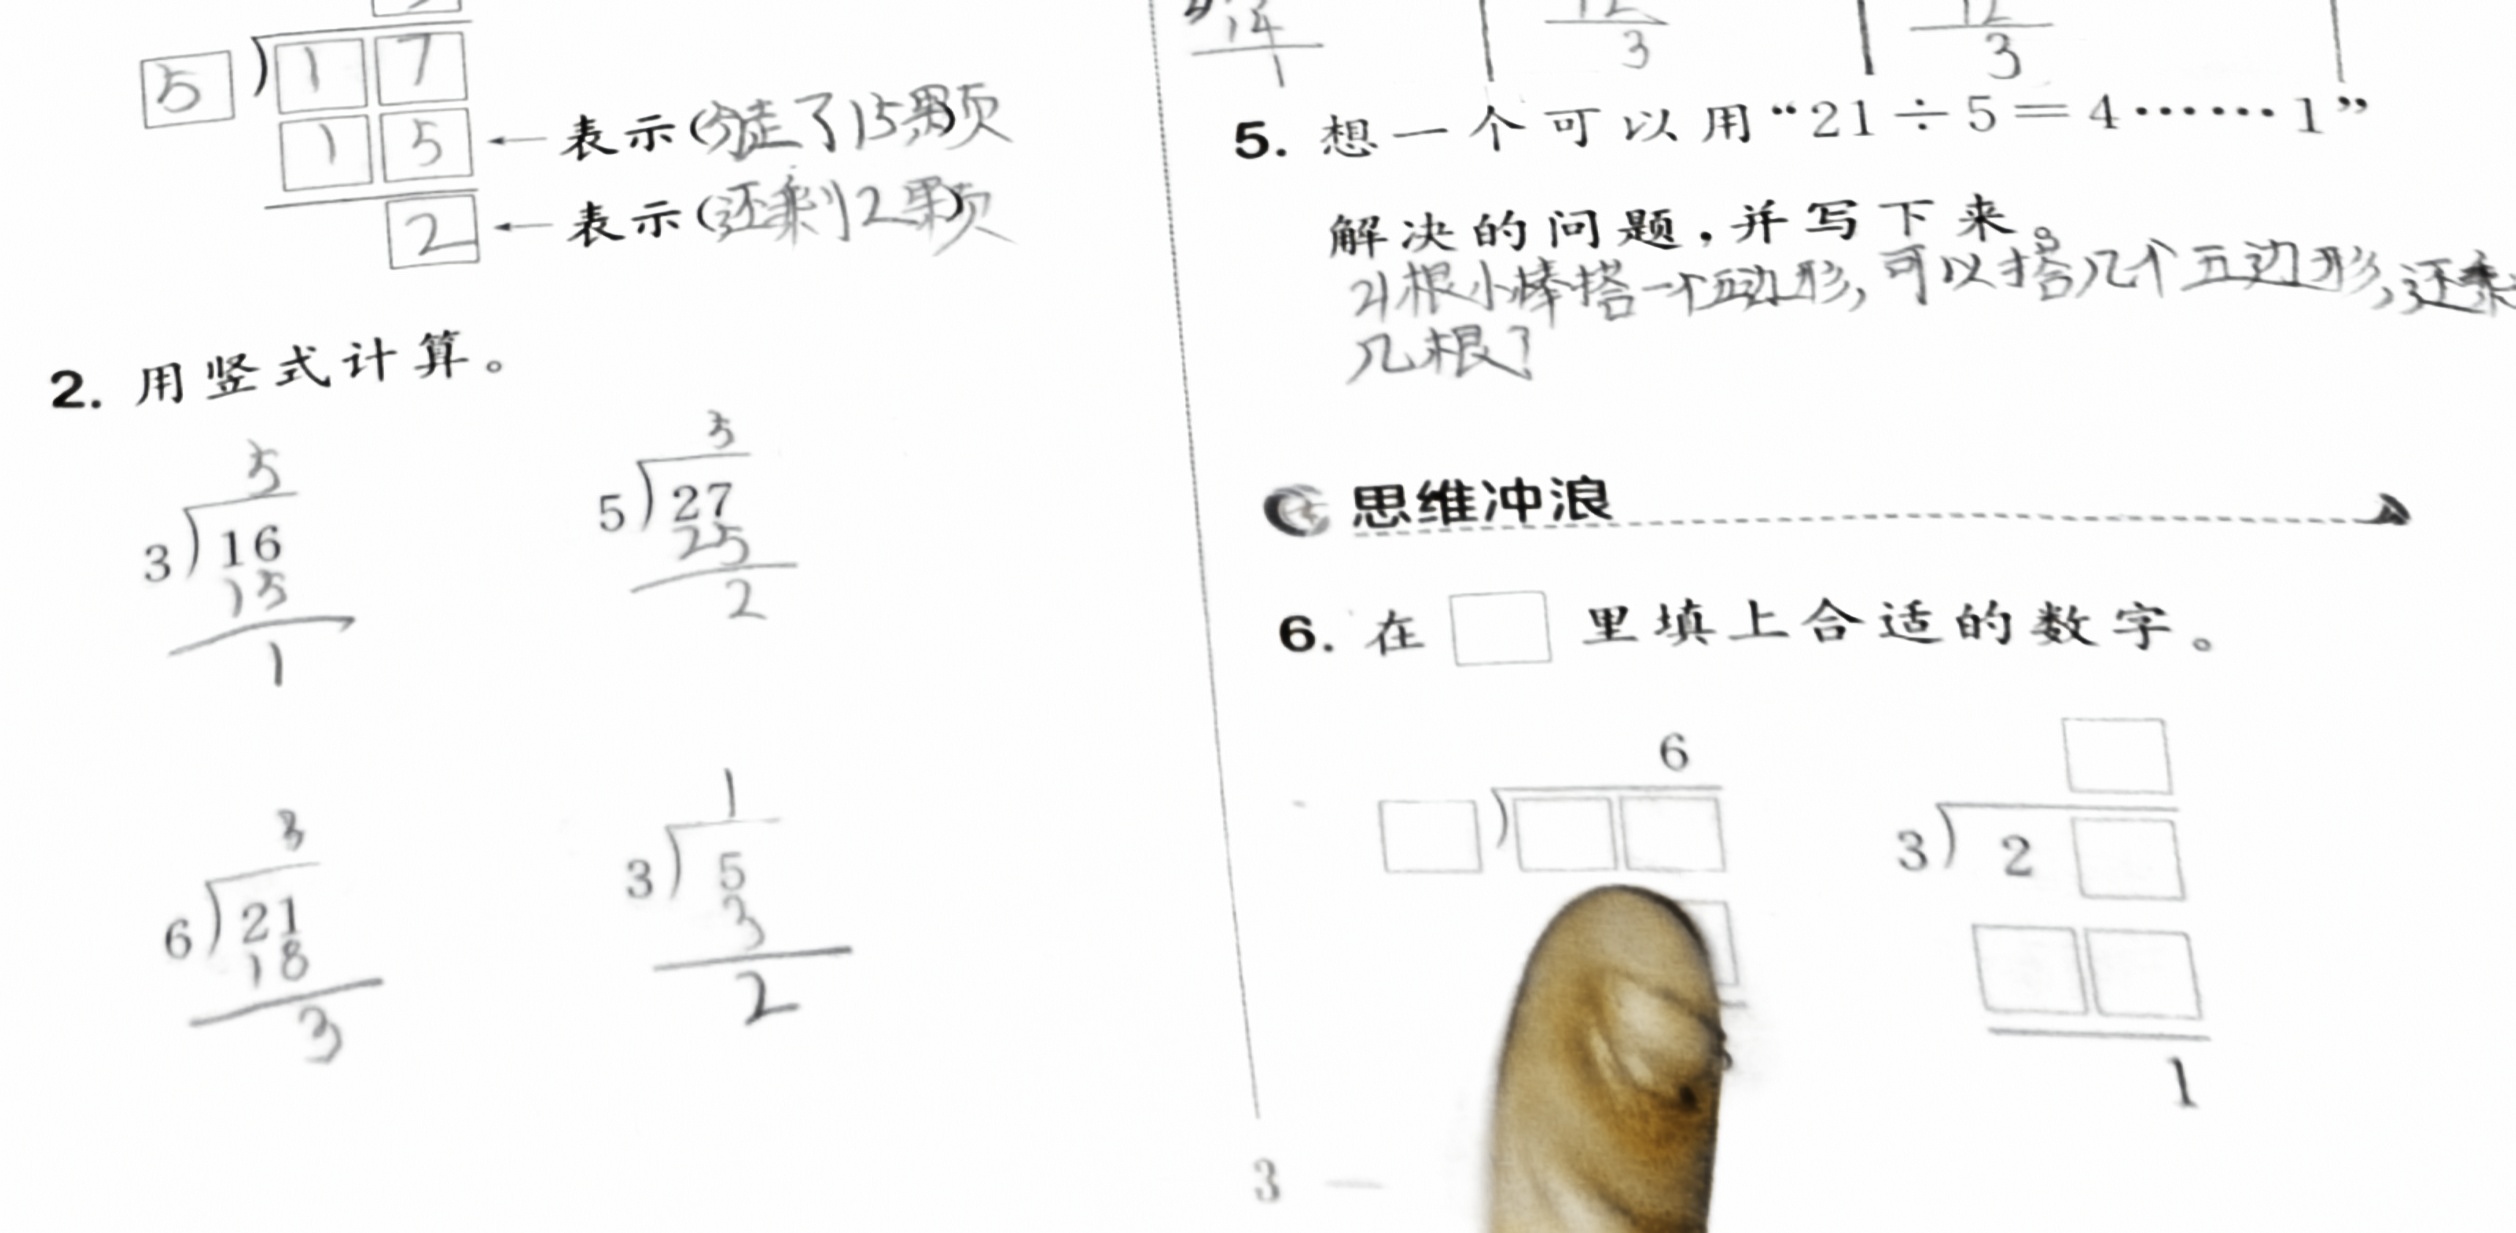 5 ) 1 7
1 5 ← 表示(分走了15颗)
2 ← 表示(还剩2颗)
2. 用竖式计算。
5
3 ) 16
15
1
5
5 ) 27
25
2
3
6 ) 21
18
3
1
3 ) 5
3
2
14
1
12
3
12
3
5. 想一个可以用“21÷5=4……1”
解决的问题,并写下来。
21根小棒搭一个五边形,可以搭几个五边形,还剩
几根?
思维冲浪
6. 在□里填上合适的数字。
6
□ ) □□
□
3 ) 2□
□□
1
3